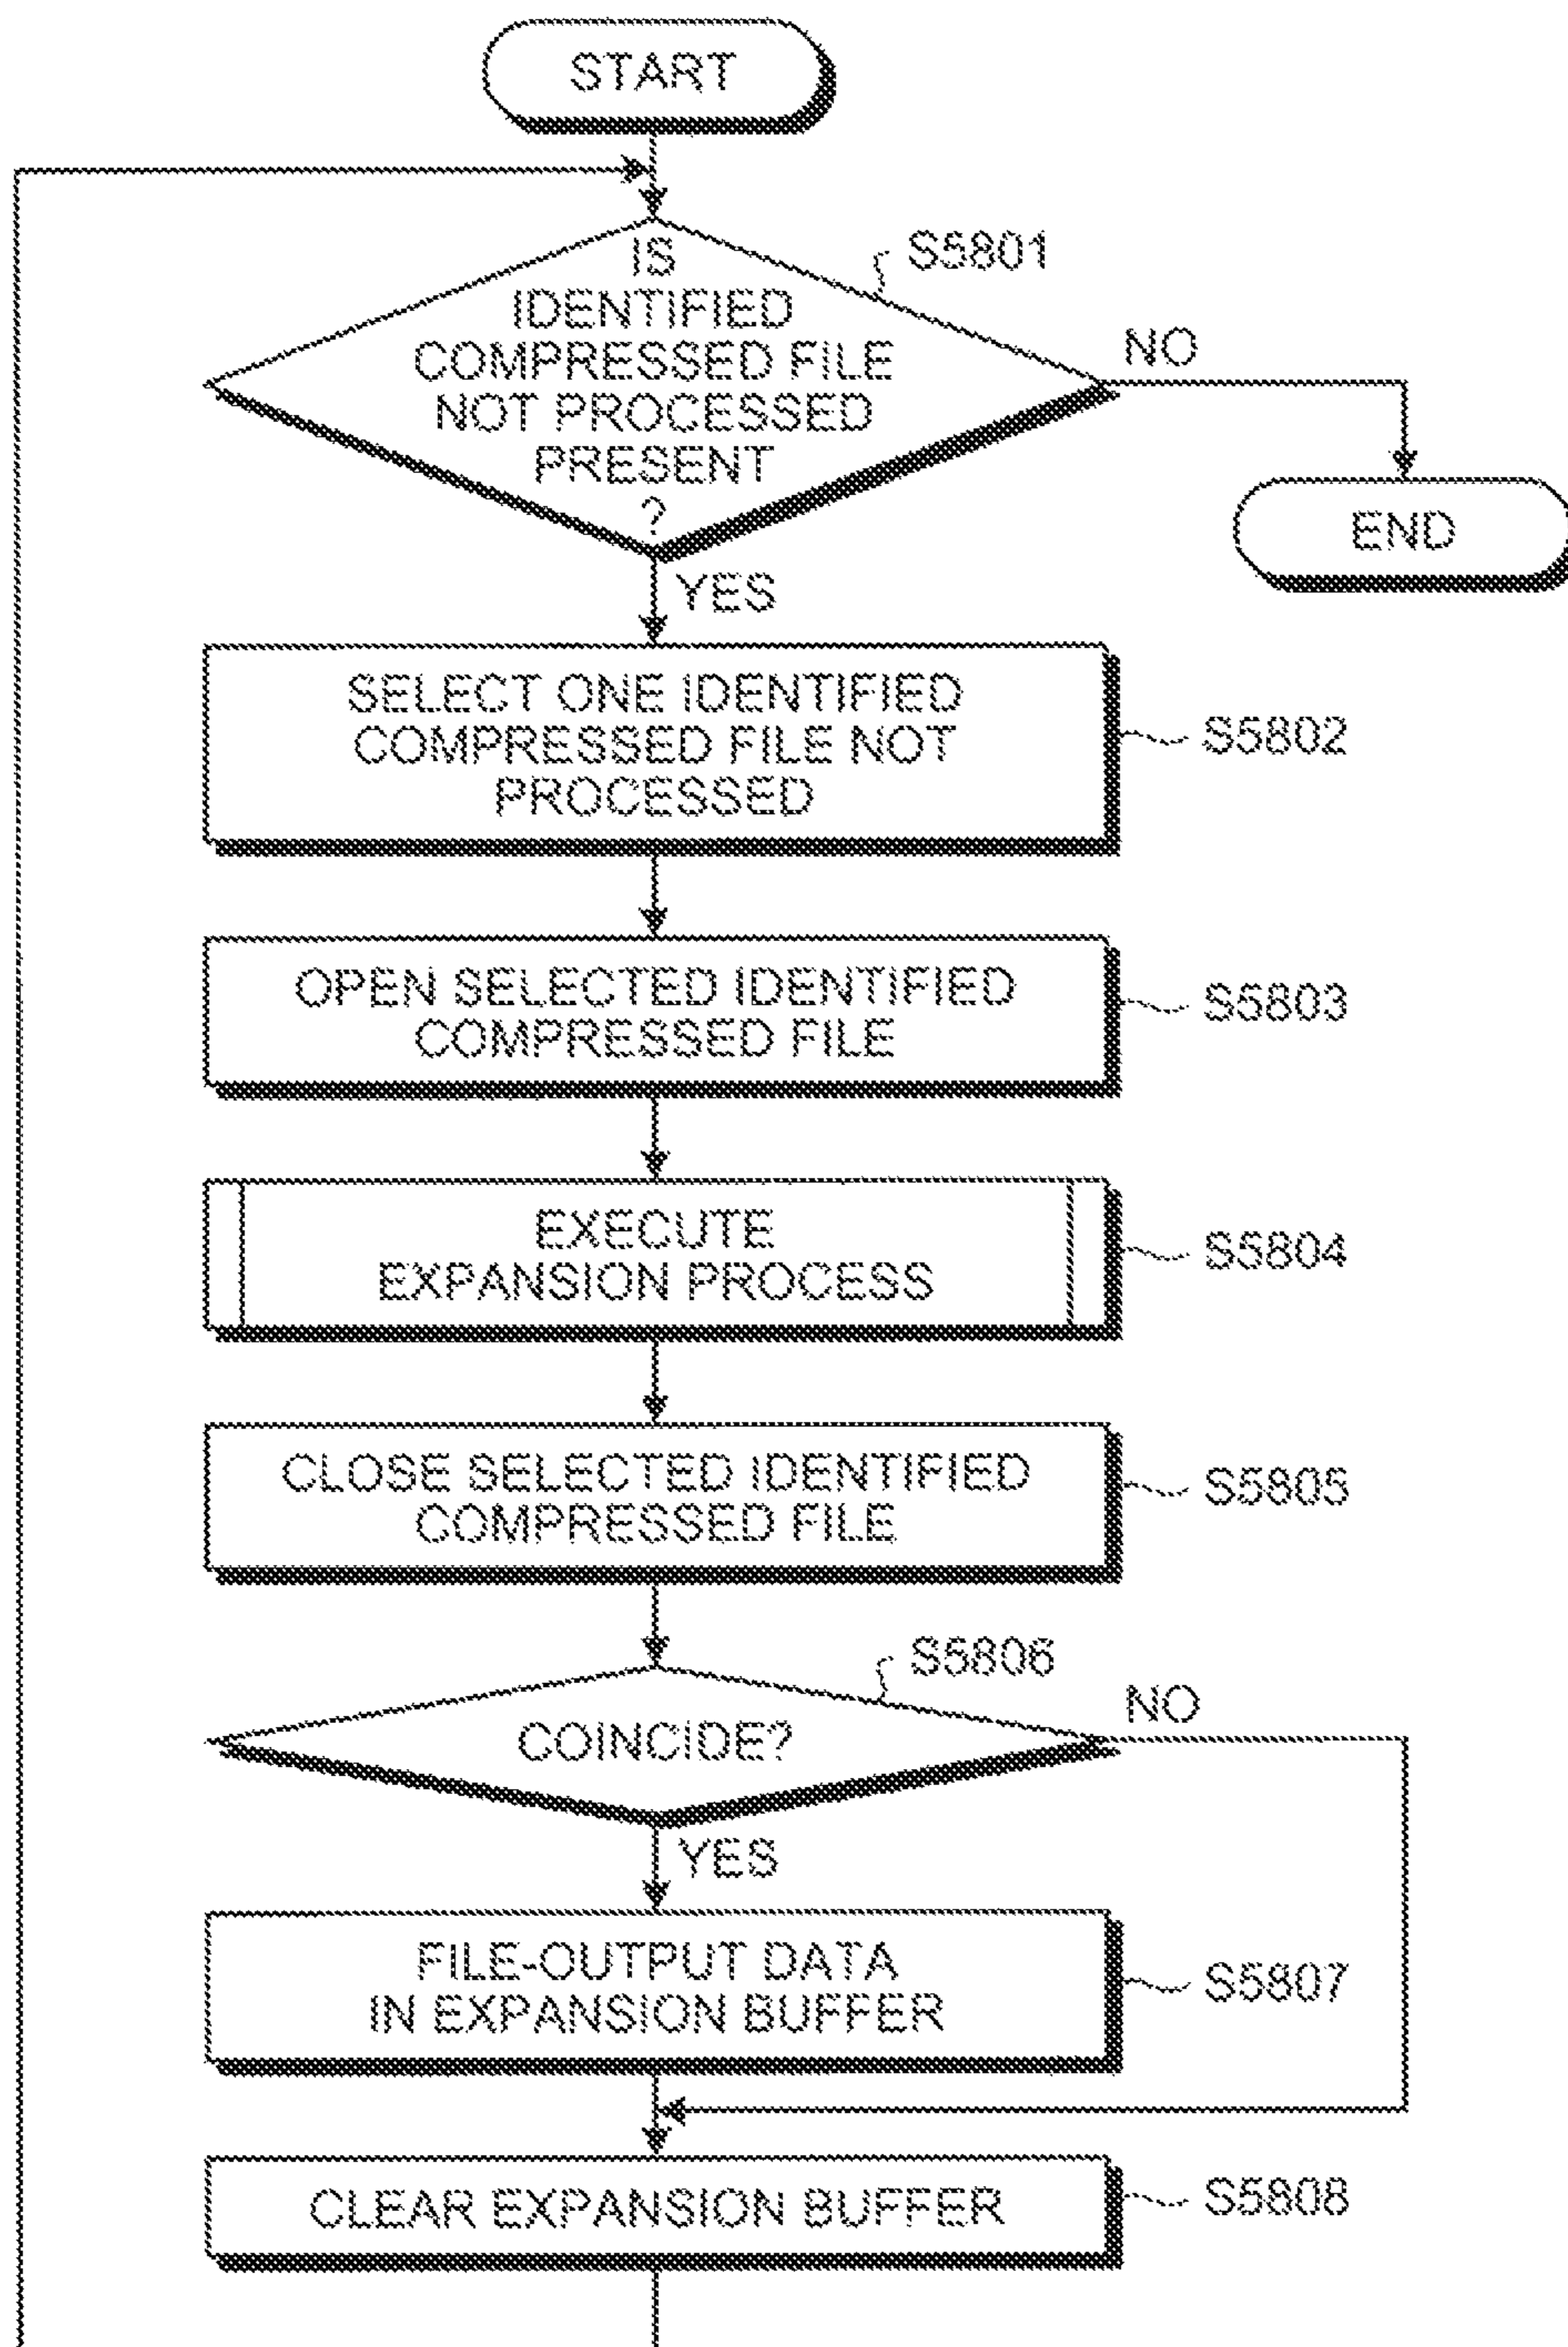 START
S5801
IS
IDENTIFIED
COMPRESSED FILE
NOT PROCESSED
PRESENT
?
NO
END
YES
SELECT ONE IDENTIFIED
COMPRESSED FILE NOT
PROCESSED
S5802
OPEN SELECTED IDENTIFIED
COMPRESSED FILE
S5803
EXECUTE
EXPANSION PROCESS
S5804
CLOSE SELECTED IDENTIFIED
COMPRESSED FILE
S5805
S5806
COINCIDE?
NO
YES
FILE-OUTPUT DATA
IN EXPANSION BUFFER
S5807
CLEAR EXPANSION BUFFER
S5808